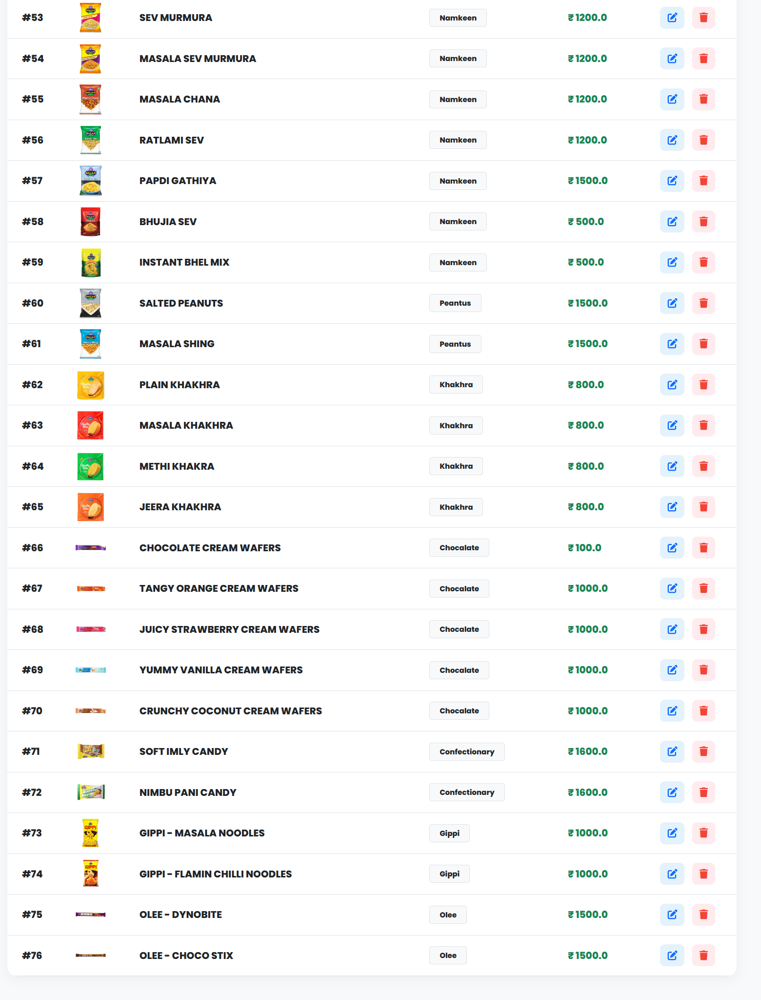 #53 SEV MURMURA Namkeen ₹ 1200.0
#54 MASALA SEV MURMURA Namkeen ₹ 1200.0
#55 MASALA CHANA Namkeen ₹ 1200.0
#56 RATLAMI SEV Namkeen ₹ 1200.0
#57 PAPDI GATHIYA Namkeen ₹ 1500.0
#58 BHUJIA SEV Namkeen ₹ 500.0
#59 INSTANT BHEL MIX Namkeen ₹ 500.0
#60 SALTED PEANUTS Peantus ₹ 1500.0
#61 MASALA SHING Peantus ₹ 1500.0
#62 PLAIN KHAKHRA Khakhra ₹ 800.0
#63 MASALA KHAKHRA Khakhra ₹ 800.0
#64 METHI KHAKRA Khakhra ₹ 800.0
#65 JEERA KHAKHRA Khakhra ₹ 800.0
#66 CHOCOLATE CREAM WAFERS Chocalate ₹ 100.0
#67 TANGY ORANGE CREAM WAFERS Chocalate ₹ 1000.0
#68 JUICY STRAWBERRY CREAM WAFERS Chocalate ₹ 1000.0
#69 YUMMY VANILLA CREAM WAFERS Chocalate ₹ 1000.0
#70 CRUNCHY COCONUT CREAM WAFERS Chocalate ₹ 1000.0
#71 SOFT IMLY CANDY Confectionary ₹ 1600.0
#72 NIMBU PANI CANDY Confectionary ₹ 1600.0
#73 GIPPI - MASALA NOODLES Gippi ₹ 1000.0
#74 GIPPI - FLAMIN CHILLI NOODLES Gippi ₹ 1000.0
#75 OLEE - DYNOBITE Olee ₹ 1500.0
#76 OLEE - CHOCO STIX Olee ₹ 1500.0